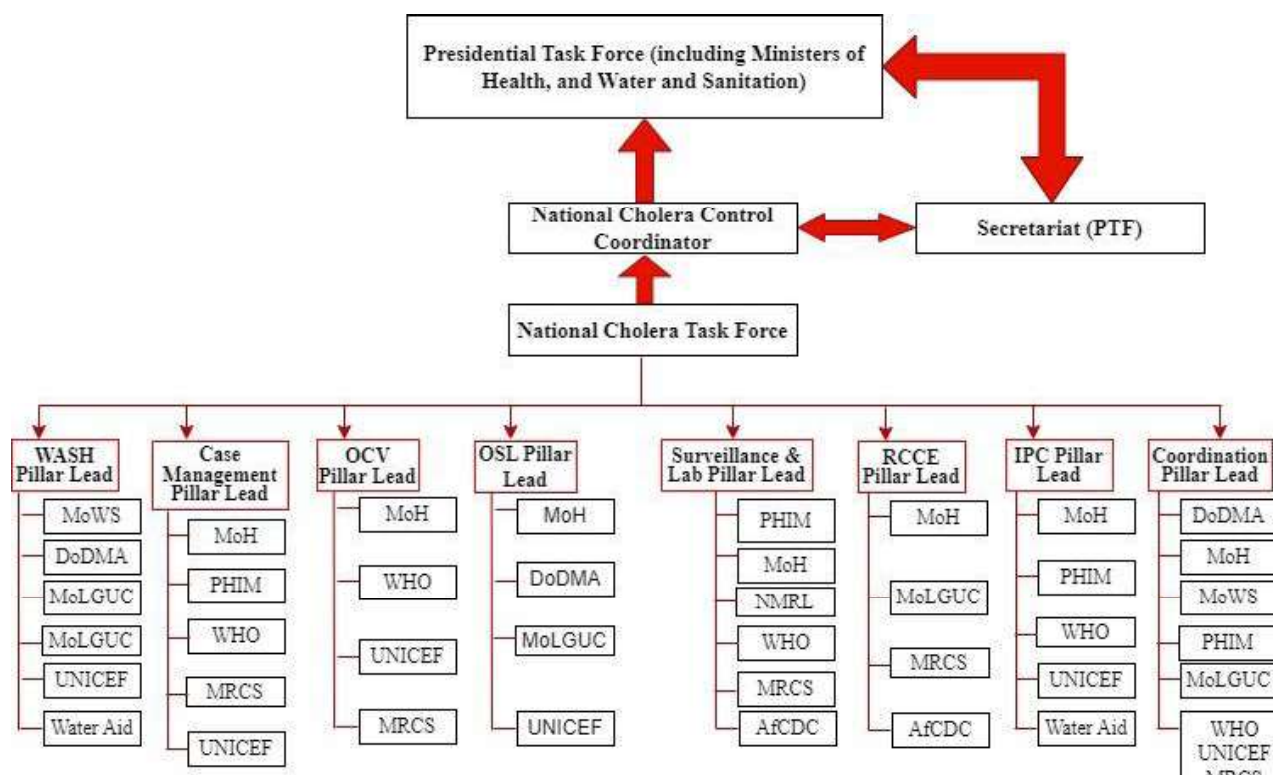 Presidential Task Force (including Ministers of
Health, and Water and Sanitation)
National Cholera Control
Coordinator
Secretariat (PTF)
National Cholera Task Force
WASH
Pillar Lead
MoWS
DoDMA
MoLGUC
MoLGUC
UNICEF
Water Aid
Case
Management
Pillar Lead
MoH
PHIM
WHO
MRCS
UNICEF
OCV
Pillar Lead
MoH
WHO
UNICEF
MRCS
OSL Pillar
Lead
MoH
DoDMA
MoLGUC
UNICEF
Surveillance &
Lab Pillar Lead
PHIM
MoH
NMRL
WHO
MRCS
AfCDC
RCCE
Pillar Lead
MoH
MoLGUC
MRCS
AfCDC
IPC Pillar
Lead
MoH
PHIM
WHO
UNICEF
Water Aid
Coordination
Pillar Lead
DoDMA
MoH
MoWS
PHIM
MoLGUC
WHO
UNICEF
MRCS